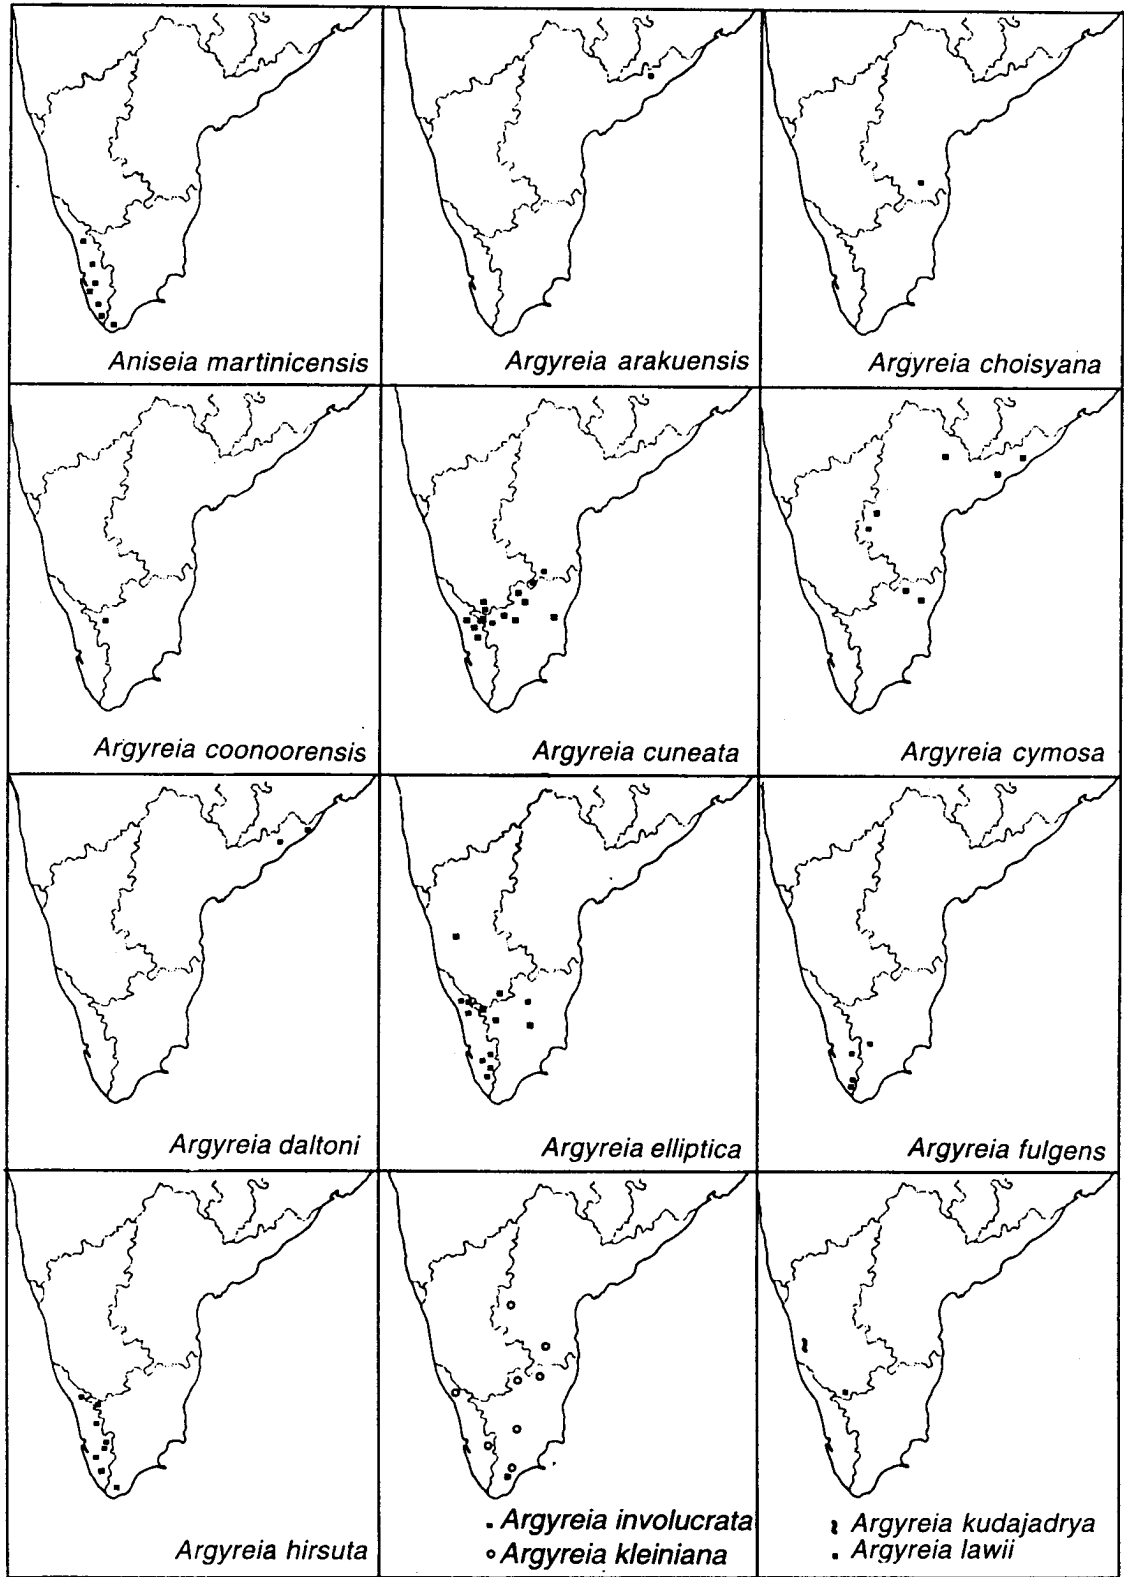 Aniseia martinicensis
Argyreia arakuensis
Argyreia choisyana
Argyreia coonoorensis
Argyreia cuneata
Argyreia cymosa
Argyreia daltoni
Argyreia elliptica
Argyreia fulgens
Argyreia hirsuta
Argyreia involucrata
Argyreia kleiniana
Argyreia kudajadrya
Argyreia lawii